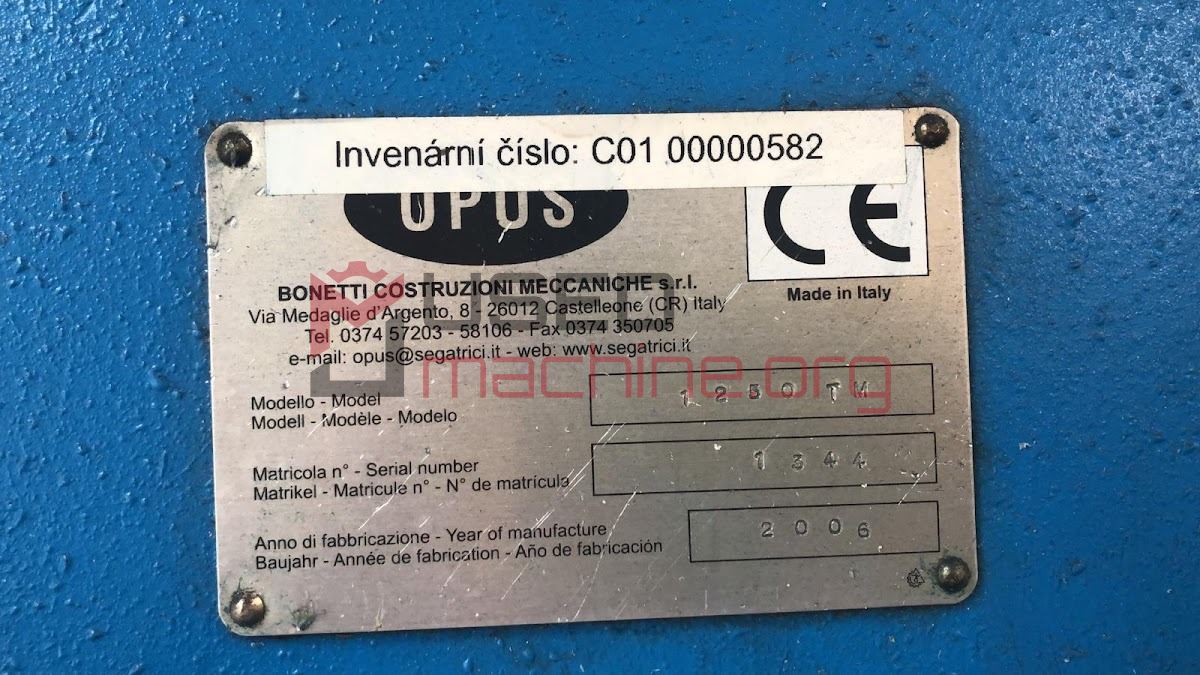 Invenární číslo: C01 00000582
OPUS
CE
BONETTI COSTRUZIONI MECCANICHE s.r.l.
Via Medaglie d'Argento, 8 - 26012 Castelleone (CR) Italy
Tel. 0374 57203 - 58106 - Fax 0374 350705
e-mail: opus@segatrici.it - web: www.segatrici.it
Made in Italy
USED
machine.org
Modello - Model
Modell - Modèle - Modelo
1250 TM
Matricola n° - Serial number
Matrikel - Matricule n° - N° de matrícula
1344
Anno di fabbricazione - Year of manufacture
Baujahr - Année de fabrication - Año de fabricación
2006